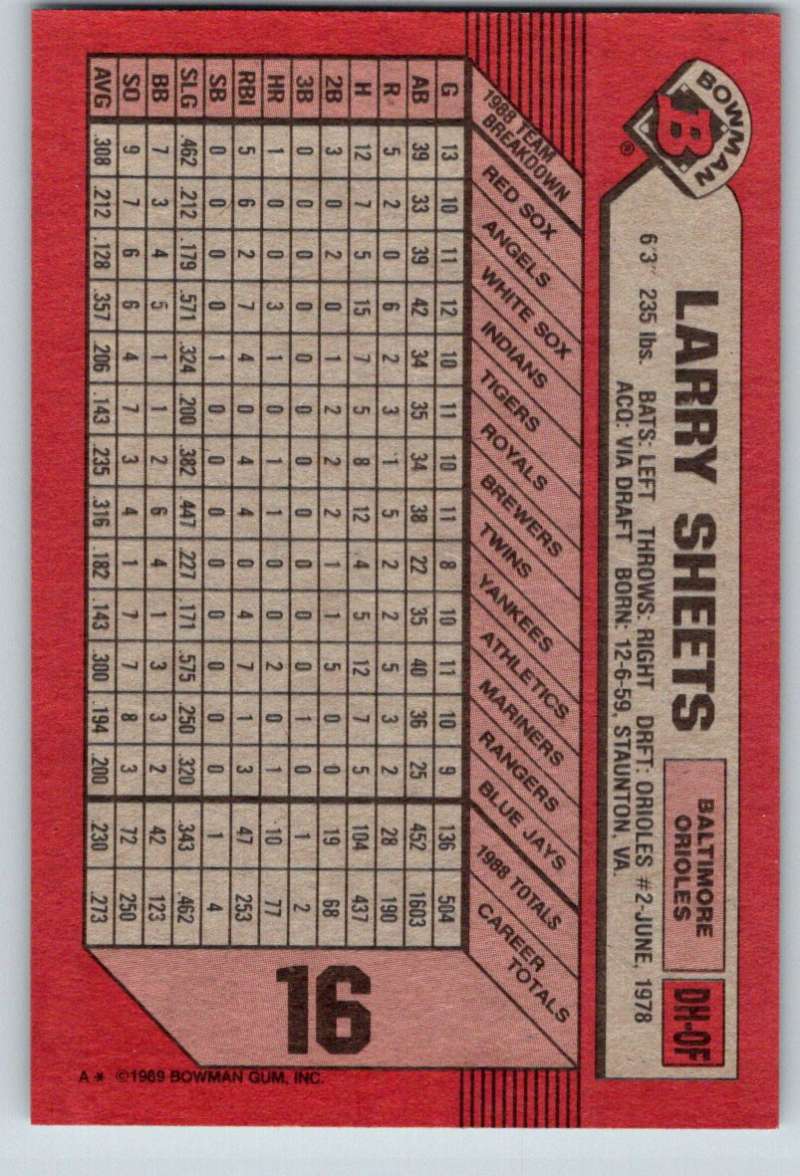 BOWMAN
B
®
LARRY SHEETS
BALTIMORE
ORIOLES
DH-OF
6'3" 235 lbs. BATS: LEFT THROWS: RIGHT DRFT: ORIOLES #2-JUNE, 1978
ACQ: VIA DRAFT BORN: 12-6-59, STAUNTON, VA.
1988 TEAM
BREAKDOWN
RED SOX
ANGELS
WHITE SOX
INDIANS
TIGERS
ROYALS
BREWERS
TWINS
YANKEES
ATHLETICS
MARINERS
RANGERS
BLUE JAYS
1988 TOTALS
CAREER
TOTALS
G 13 10 11 12 10 11 10 11 8 10 11 10 9 136 504
AB 39 33 39 42 34 35 34 38 22 35 40 36 25 452 1603
R 5 2 0 6 2 3 1 5 2 2 5 3 2 28 190
H 12 7 5 15 7 5 8 12 4 5 12 7 5 104 437
2B 3 0 2 0 1 2 2 2 1 1 5 0 0 19 68
3B 0 0 0 0 0 0 0 0 0 0 0 1 0 1 2
HR 1 0 0 3 1 0 1 1 0 0 2 0 1 10 77
RBI 5 6 2 7 4 0 4 4 0 4 7 1 3 47 253
SB 0 0 0 0 1 0 0 0 0 0 0 0 0 1 4
SLG .462 .212 .179 .571 .324 .200 .382 .447 .227 .171 .575 .250 .320 .343 .462
BB 7 3 4 5 1 1 2 6 4 1 3 3 2 42 123
SO 9 7 6 6 4 7 3 4 1 7 7 8 3 72 250
AVG .308 .212 .128 .357 .206 .143 .235 .316 .182 .143 .300 .194 .200 .230 .273
16
A * ©1989 BOWMAN GUM, INC.